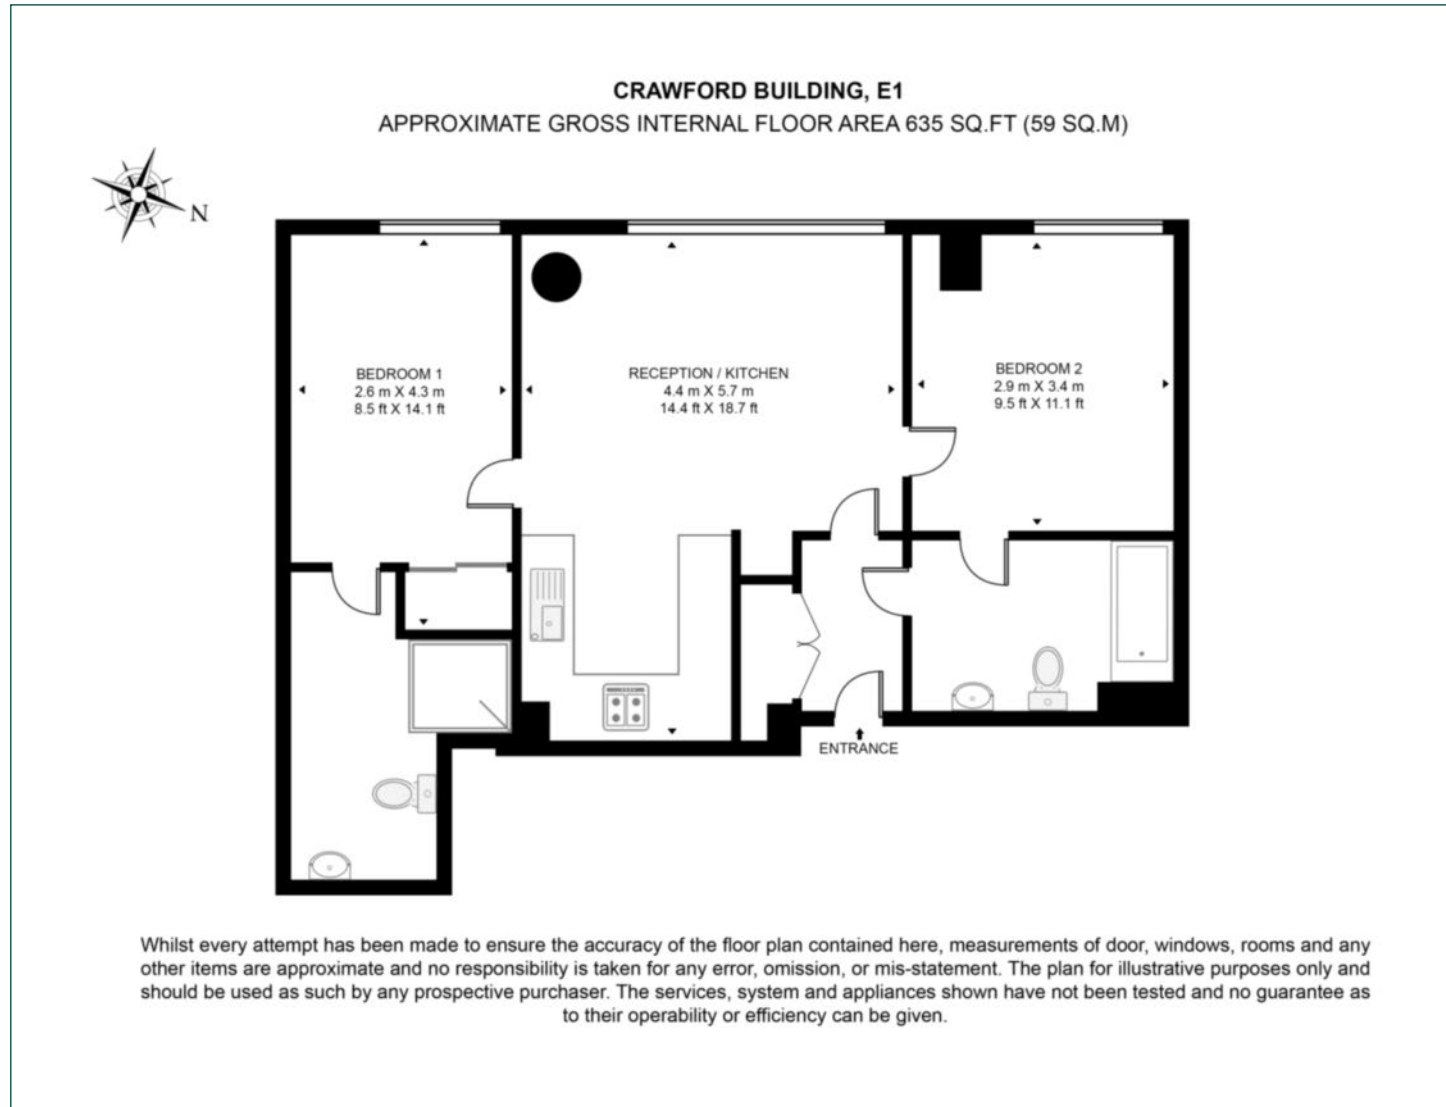 CRAWFORD BUILDING, E1
APPROXIMATE GROSS INTERNAL FLOOR AREA 635 SQ.FT (59 SQ.M)
N
BEDROOM 1
2.6 m X 4.3 m
8.5 ft X 14.1 ft
RECEPTION / KITCHEN
4.4 m X 5.7 m
14.4 ft X 18.7 ft
BEDROOM 2
2.9 m X 3.4 m
9.5 ft X 11.1 ft
ENTRANCE
Whilst every attempt has been made to ensure the accuracy of the floor plan contained here, measurements of door, windows, rooms and any
other items are approximate and no responsibility is taken for any error, omission, or mis-statement. The plan for illustrative purposes only and
should be used as such by any prospective purchaser. The services, system and appliances shown have not been tested and no guarantee as
to their operability or efficiency can be given.